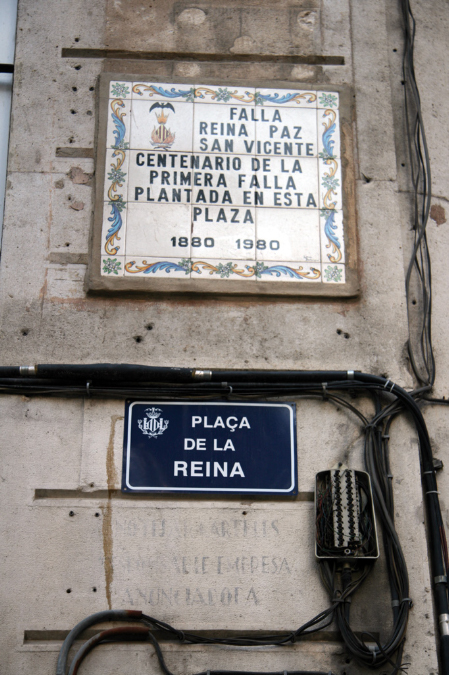 FALLA
REINA PAZ
SAN VICENTE
CENTENARIO DE LA
PRIMERA FALLA
PLANTADA EN ESTA
PLAZA
1880 1980
PLAÇA
DE LA
REINA
EMPRESA